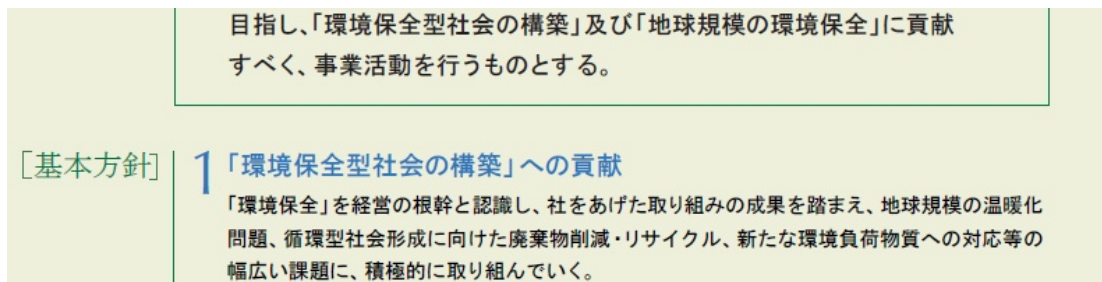 目指し、「環境保全型社会の構築」及び「地球規模の環境保全」に貢献
すべく、事業活動を行うものとする。
[基本方針]
1 「環境保全型社会の構築」への貢献
「環境保全」を経営の根幹と認識し、社をあげた取り組みの成果を踏まえ、地球規模の温暖化
問題、循環型社会形成に向けた廃棄物削減・リサイクル、新たな環境負荷物質への対応等の
幅広い課題に、積極的に取り組んでいく。